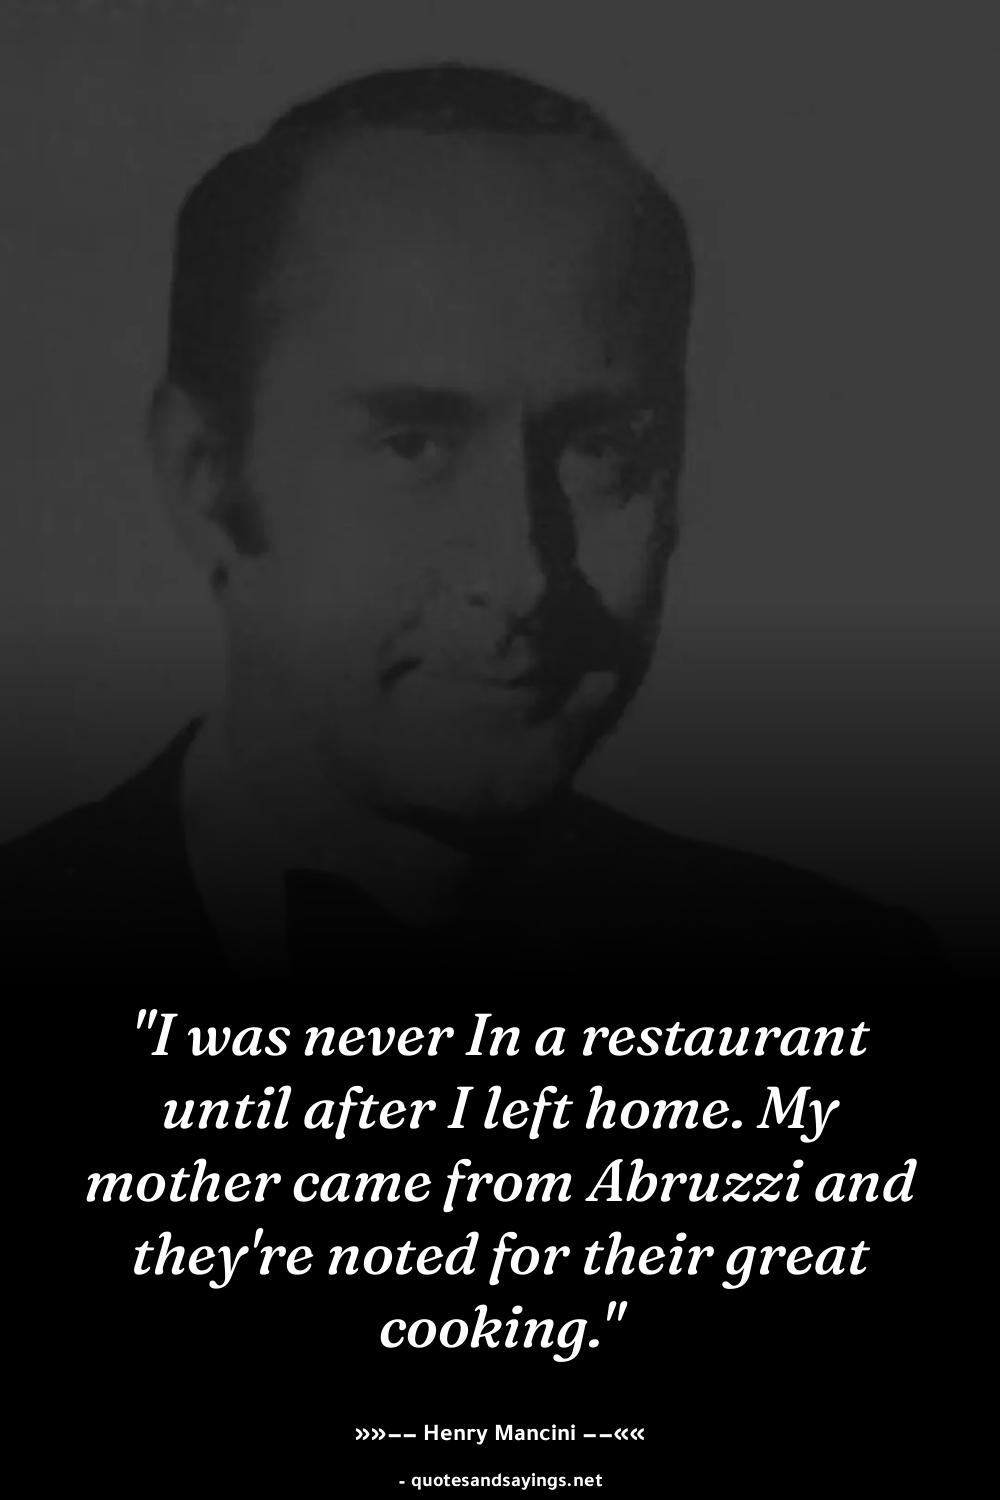 "I was never In a restaurant
until after I left home. My
mother came from Abruzzi and
they're noted for their great
cooking."
»»–– Henry Mancini ––««
- quotesandsayings.net